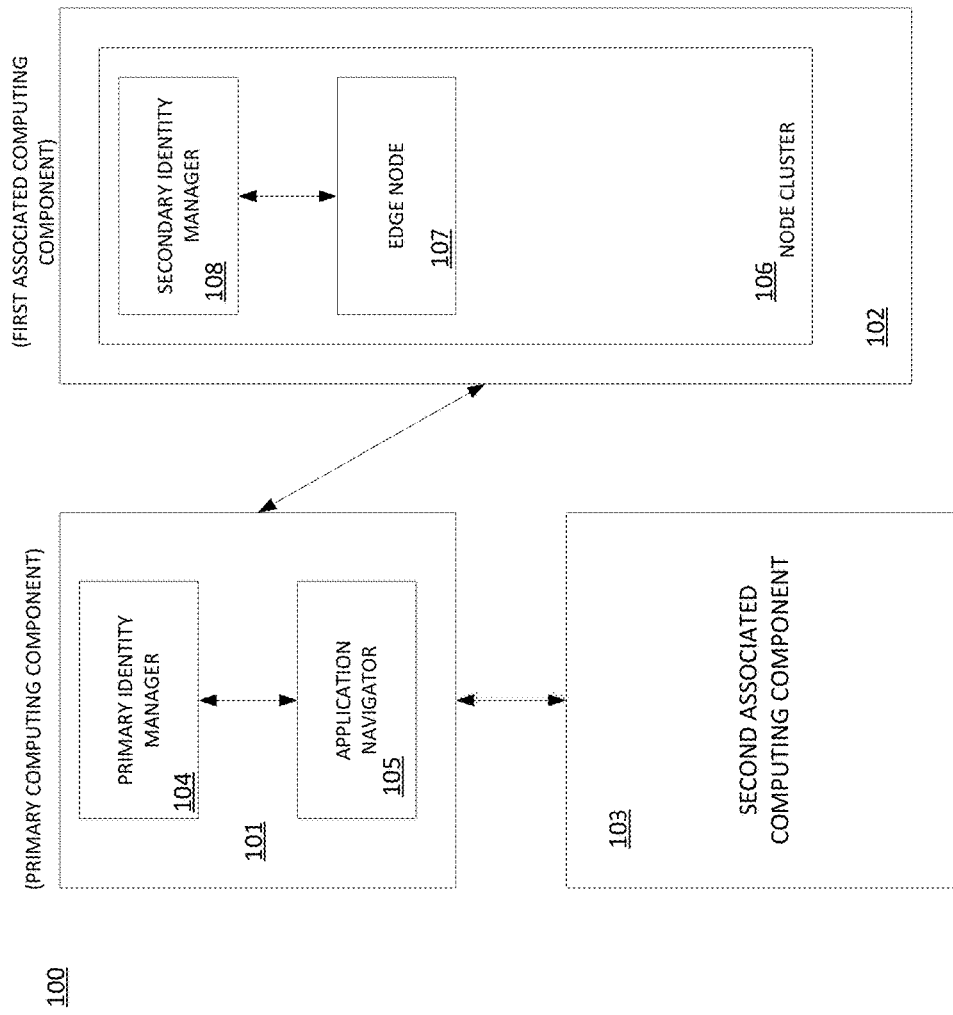 100
(PRIMARY COMPUTING COMPONENT)
PRIMARY IDENTITY
MANAGER
104
101
APPLICATION
NAVIGATOR
105
103
SECOND ASSOCIATED
COMPUTING COMPONENT
(FIRST ASSOCIATED COMPUTING
COMPONENT)
SECONDARY IDENTITY
MANAGER
108
EDGE NODE
107
106
NODE CLUSTER
102